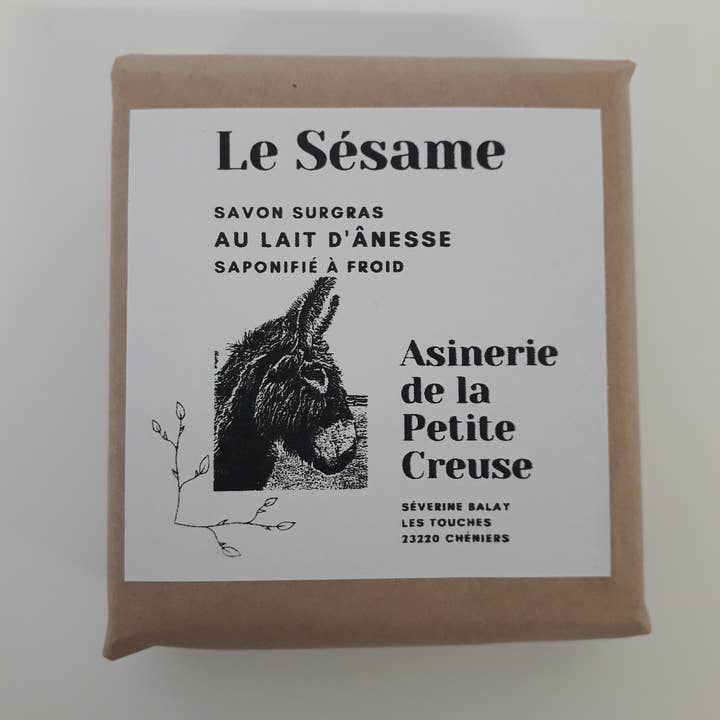 Le Sésame
SAVON SURGRAS
AU LAIT D'ÂNESSE
SAPONIFIÉ À FROID
Asinerie
de la
Petite
Creuse
SÉVERINE BALAY
LES TOUCHES
23220 CHÉNIERS